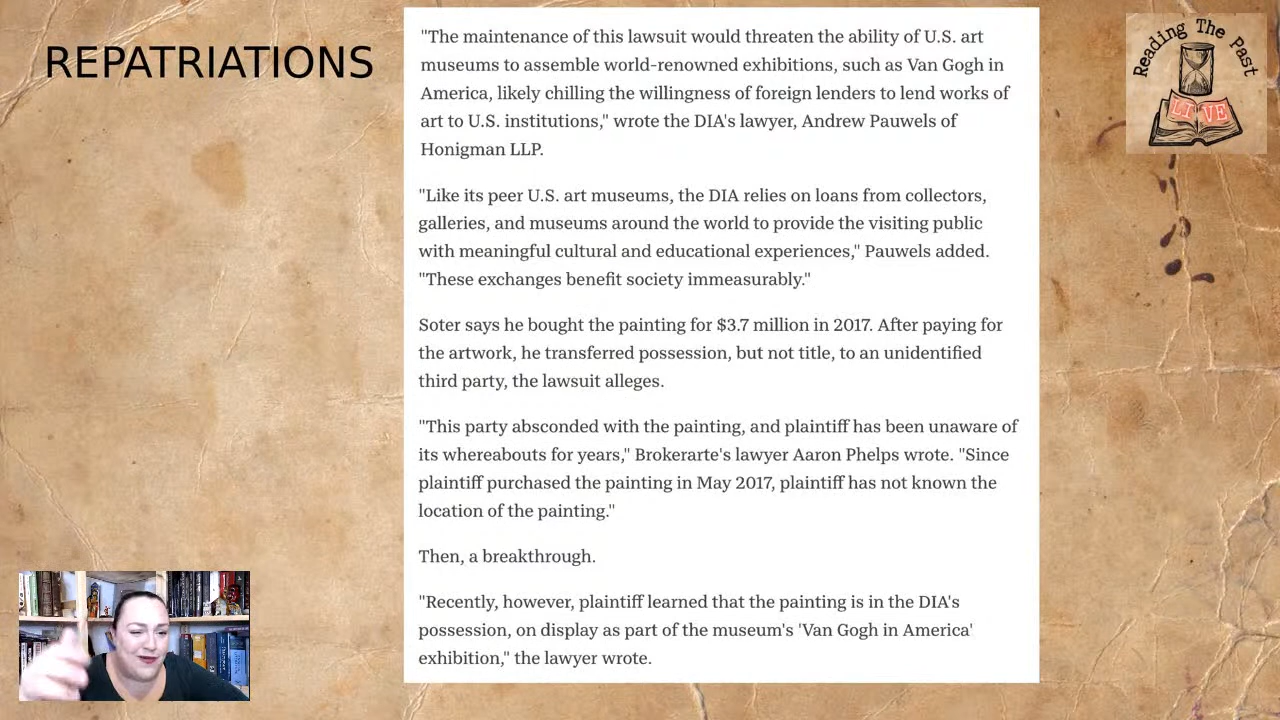 REPATRIATIONS
"The maintenance of this lawsuit would threaten the ability of U.S. art
museums to assemble world-renowned exhibitions, such as Van Gogh in
America, likely chilling the willingness of foreign lenders to lend works of
art to U.S. institutions," wrote the DIA's lawyer, Andrew Pauwels of
Honigman LLP.
"Like its peer U.S. art museums, the DIA relies on loans from collectors,
galleries, and museums around the world to provide the visiting public
with meaningful cultural and educational experiences," Pauwels added.
"These exchanges benefit society immeasurably."
Soter says he bought the painting for $3.7 million in 2017. After paying for
the artwork, he transferred possession, but not title, to an unidentified
third party, the lawsuit alleges.
"This party absconded with the painting, and plaintiff has been unaware of
its whereabouts for years," Brokerarte's lawyer Aaron Phelps wrote. "Since
plaintiff purchased the painting in May 2017, plaintiff has not known the
location of the painting."
Then, a breakthrough.
"Recently, however, plaintiff learned that the painting is in the DIA's
possession, on display as part of the museum's 'Van Gogh in America'
exhibition," the lawyer wrote.
Reading The Past
LIVE